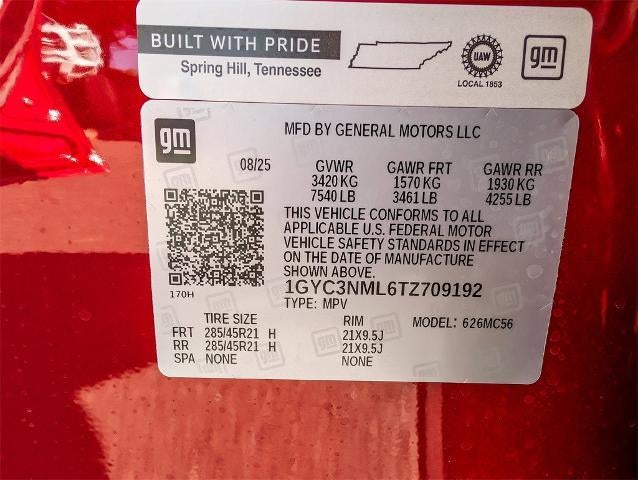 BUILT WITH PRIDE
Spring Hill, Tennessee
UAW
LOCAL 1853
gm
gm
MFD BY GENERAL MOTORS LLC
08/25 GVWR GAWR FRT GAWR RR
3420 KG 1570 KG 1930 KG
7540 LB 3461 LB 4255 LB
THIS VEHICLE CONFORMS TO ALL
APPLICABLE U.S. FEDERAL MOTOR
VEHICLE SAFETY STANDARDS IN EFFECT
ON THE DATE OF MANUFACTURE
SHOWN ABOVE.
170H
1GYC3NML6TZ709192
TYPE: MPV
TIRE SIZE RIM MODEL: 626MC56
FRT 285/45R21 H 21X9.5J
RR 285/45R21 H 21X9.5J
SPA NONE NONE